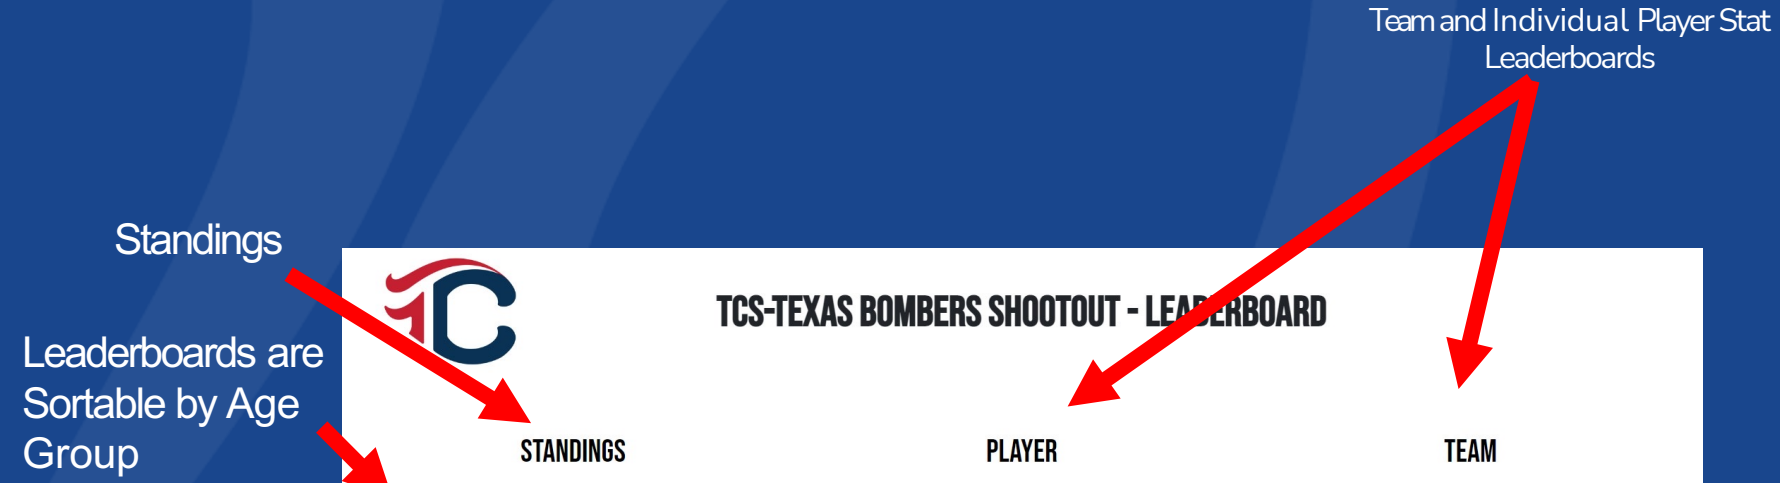 Team and Individual Player Stat
Leaderboards
Standings
TCS-TEXAS BOMBERS SHOOTOUT - LEADERBOARD
Leaderboards are
Sortable by Age
Group
STANDINGS
PLAYER
TEAM